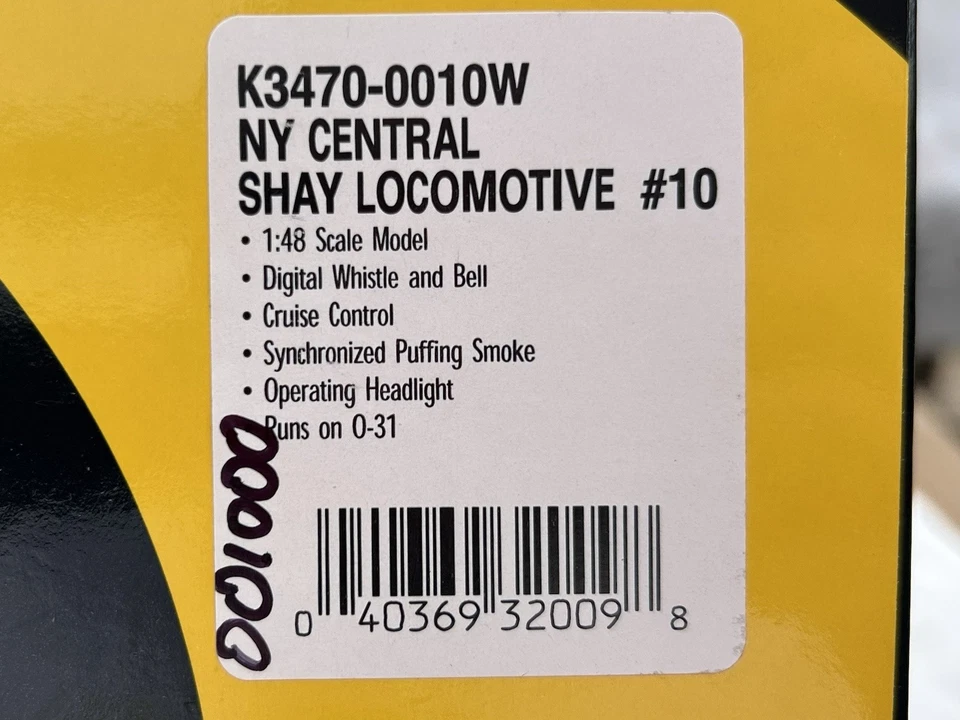 K3470-0010W
NY CENTRAL
SHAY LOCOMOTIVE #10
• 1:48 Scale Model
• Digital Whistle and Bell
• Cruise Control
• Synchronized Puffing Smoke
• Operating Headlight
Runs on O-31
001000
0 40369 32009 8